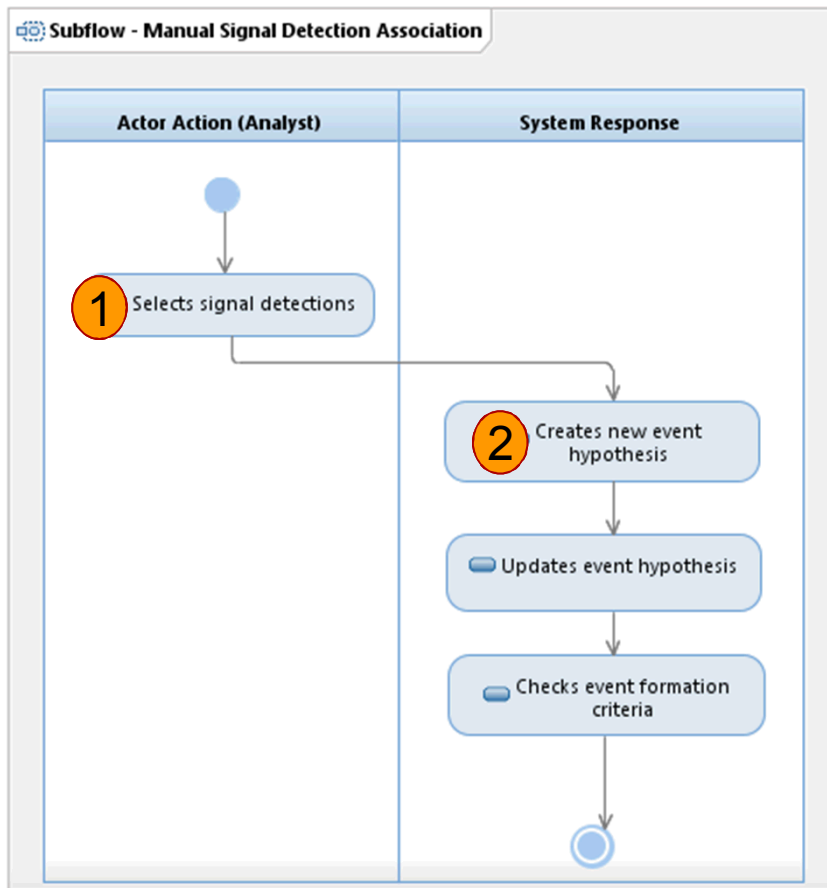 Subflow - Manual Signal Detection Association
Actor Action (Analyst)
System Response
1
Selects signal detections
2
Creates new event
hypothesis
Updates event hypothesis
Checks event formation
criteria